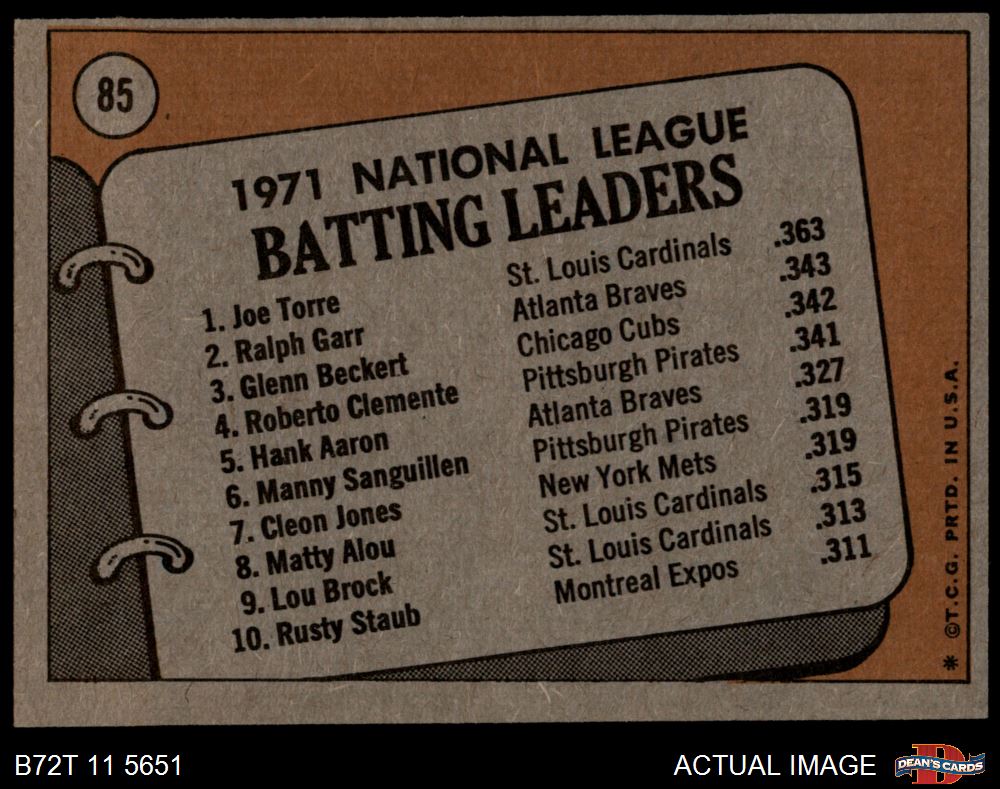 85
1971 NATIONAL LEAGUE
BATTING LEADERS
1. Joe Torre St. Louis Cardinals .363
2. Ralph Garr Atlanta Braves .343
3. Glenn Beckert Chicago Cubs .342
4. Roberto Clemente Pittsburgh Pirates .341
5. Hank Aaron Atlanta Braves .327
6. Manny Sanguillen Pittsburgh Pirates .319
7. Cleon Jones New York Mets .319
8. Matty Alou St. Louis Cardinals .315
9. Lou Brock St. Louis Cardinals .313
10. Rusty Staub Montreal Expos .311
* ©T.C.G. PRTD. IN U.S.A.
B72T 11 5651 ACTUAL IMAGE D DEAN'S CARDS